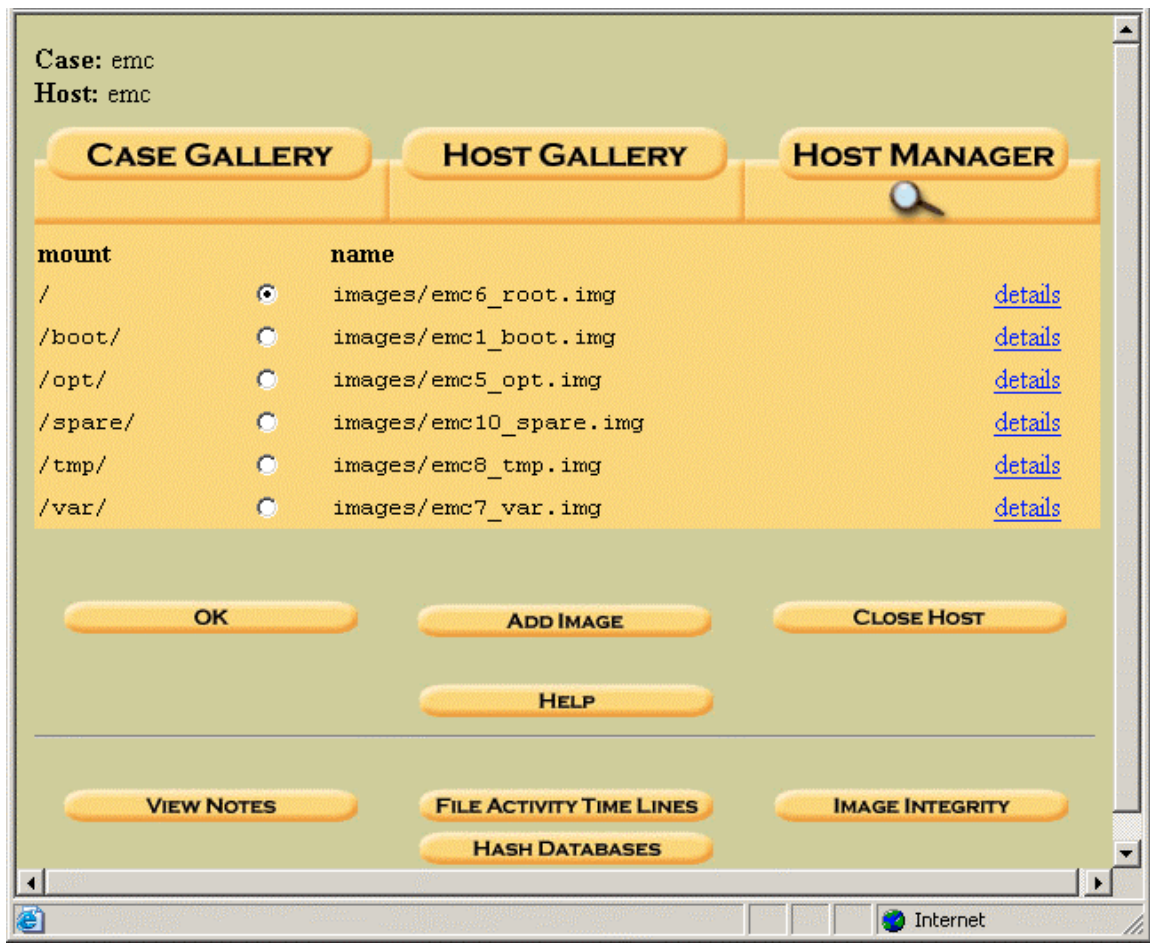 Case: emc
Host: emc
CASE GALLERY HOST GALLERY HOST MANAGER
mount name
/ images/emc6_root.img details
/boot/ images/emc1_boot.img details
/opt/ images/emc5_opt.img details
/spare/ images/emc10_spare.img details
/tmp/ images/emc8_tmp.img details
/var/ images/emc7_var.img details
OK ADD IMAGE CLOSE HOST
HELP
VIEW NOTES FILE ACTIVITY TIME LINES IMAGE INTEGRITY
HASH DATABASES
Internet